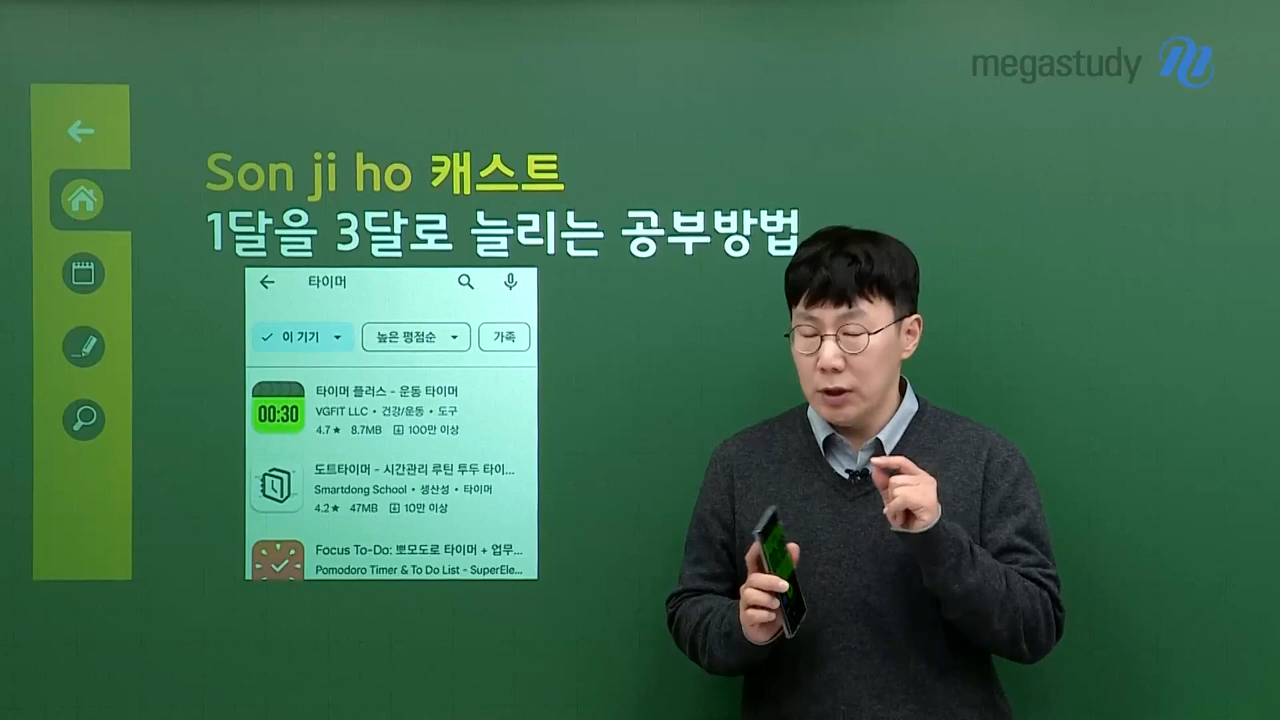 megastudy
Son ji ho 캐스트
1달을 3달로 늘리는 공부방법
타이머
이 기기
높은 평점순
가족
00:30
타이머 플러스 - 운동 타이머
VGFIT LLC • 건강/운동 • 도구
4.7★ 8.7MB 100만 이상
도트타이머 - 시간관리 루틴 투두 타이...
Smartdong School • 생산성 • 타이머
4.2★ 47MB 10만 이상
Focus To-Do: 뽀모도로 타이머 + 업무...
Pomodoro Timer & To Do List - SuperEle...